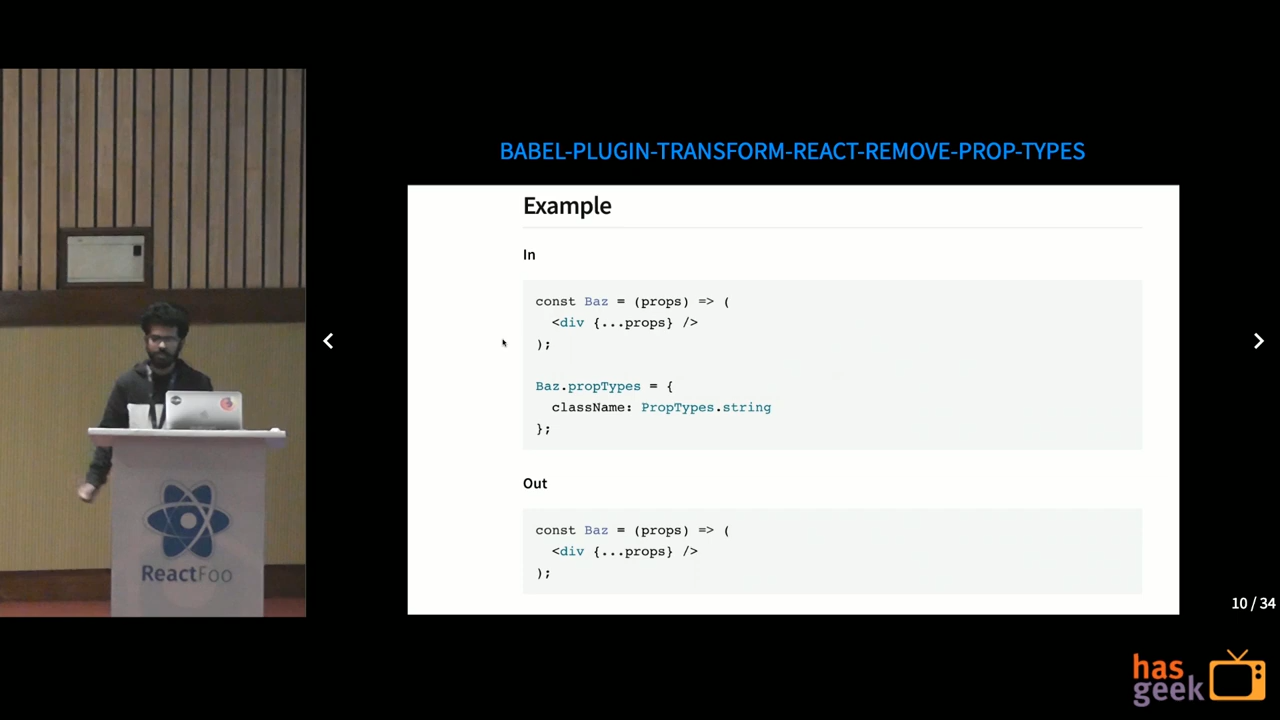 BABEL-PLUGIN-TRANSFORM-REACT-REMOVE-PROP-TYPES
Example
In
const Baz = (props) => (
<div {...props} />
);
Baz.propTypes = {
className: PropTypes.string
};
Out
const Baz = (props) => (
<div {...props} />
);
10 / 34
ReactFoo
has
geek